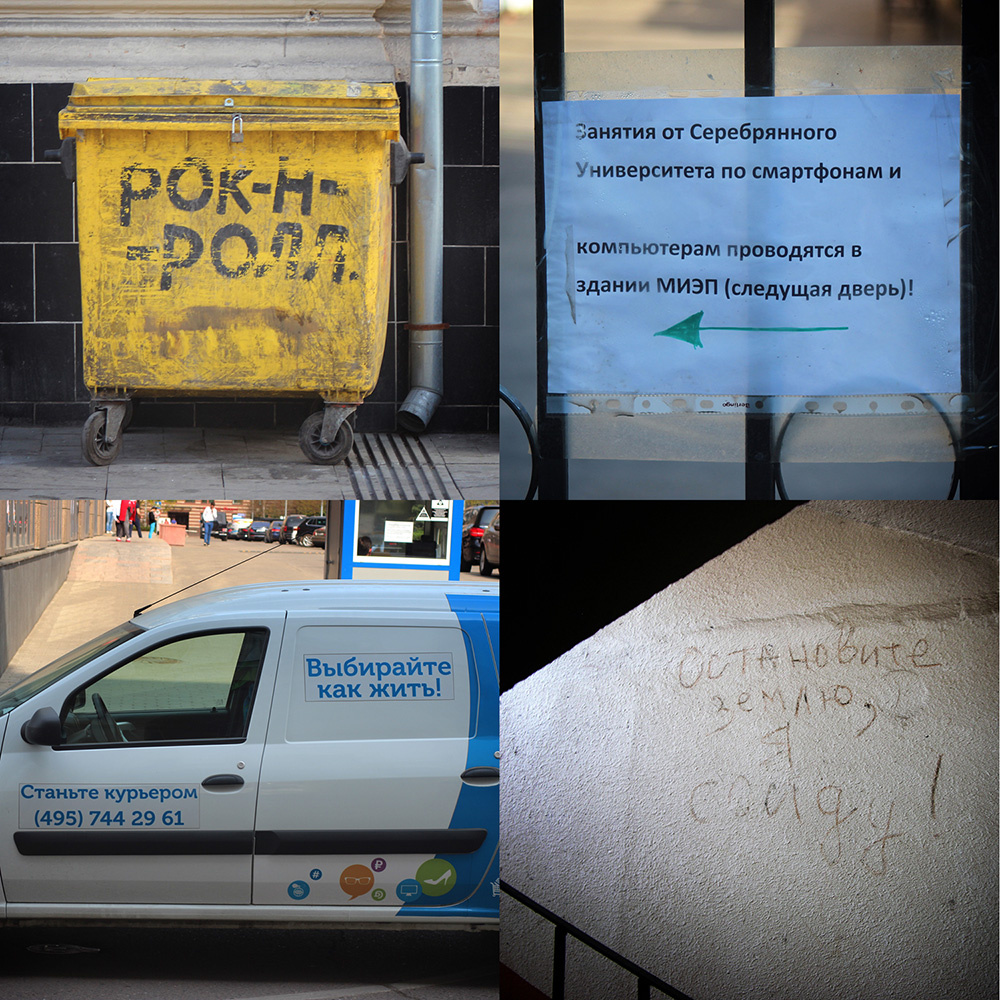 РОК-Н-
-РОЛЛ.
Занятия от Серебрянного
Университета по смартфонам и
компьютерам проводятся в
здании МИЭП (следущая дверь)!
Berlingo
Выбирайте
как жить!
Станьте курьером
(495) 744 29 61
#
₽
остановите
землю,
Я
сойду!